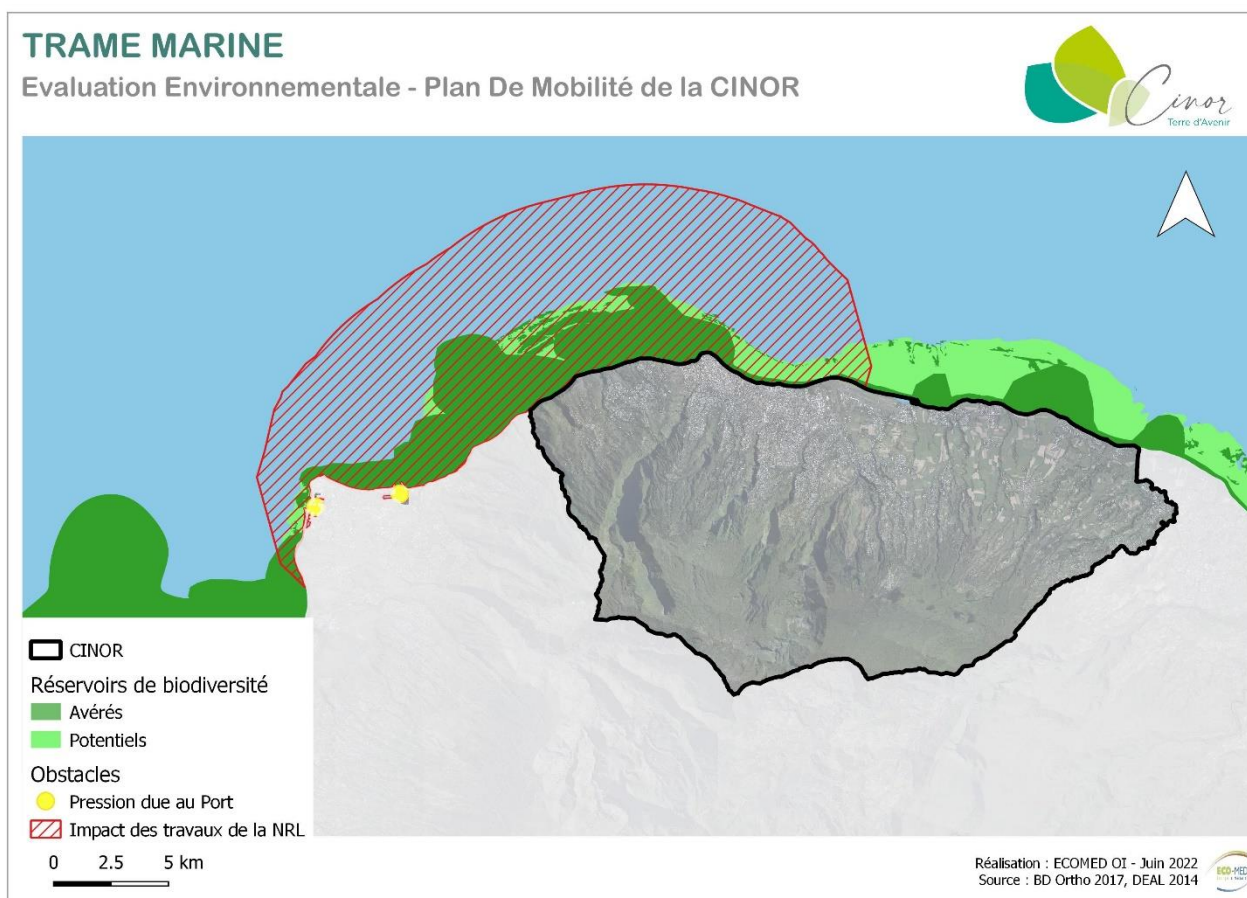 TRAME MARINE
Evaluation Environnementale - Plan De Mobilité de la CINOR
Cinor
Terre d'Avenir
CINOR
Réservoirs de biodiversité
Avérés
Potentiels
Obstacles
Pression due au Port
Impact des travaux de la NRL
0 2.5 5 km
Réalisation : ECOMED OI - Juin 2022
Source : BD Ortho 2017, DEAL 2014
ECO-MED